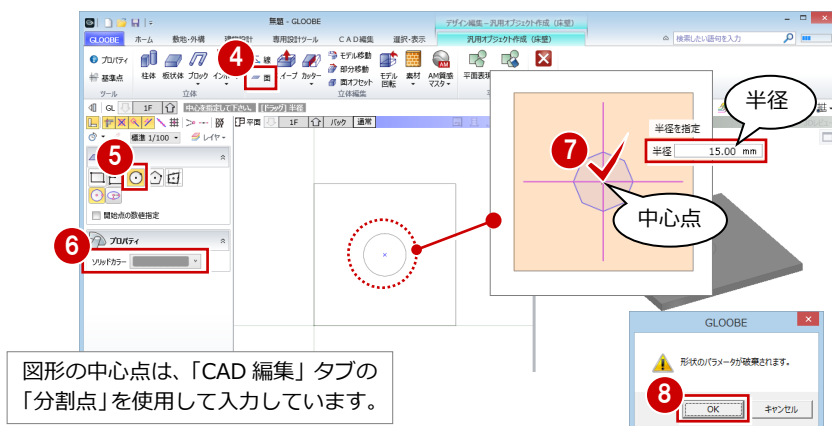 無題 - GLOOBE
デザイン編集 - 汎用オブジェクト作成 (床壁)
GLOOBE ホーム 敷地・外構 専用設計ツール CAD編集 選択・表示 汎用オブジェクト作成 (床壁)
検索したい語句を入力
4
プロパティ
基準点
柱体 板状体 ブロック
線
面
カッター
モデル移動
部分移動
面オフセット
モデル回転
素材
AM質感マスタ
ツール 立体 立体編集
GL 1F 中心を指定して下さい [[ドラッグ] 半径]
平面 1F バック 通常
標準 1/100 レイヤ
5
開始点の数値指定
6
プロパティ
ソリッドカラー
7
半径
半径を指定
半径 15.00 mm
中心点
図形の中心点は、「CAD 編集」タブの
「分割点」を使用して入力しています。
GLOOBE
形状のパラメータが破棄されます。
8
OK キャンセル